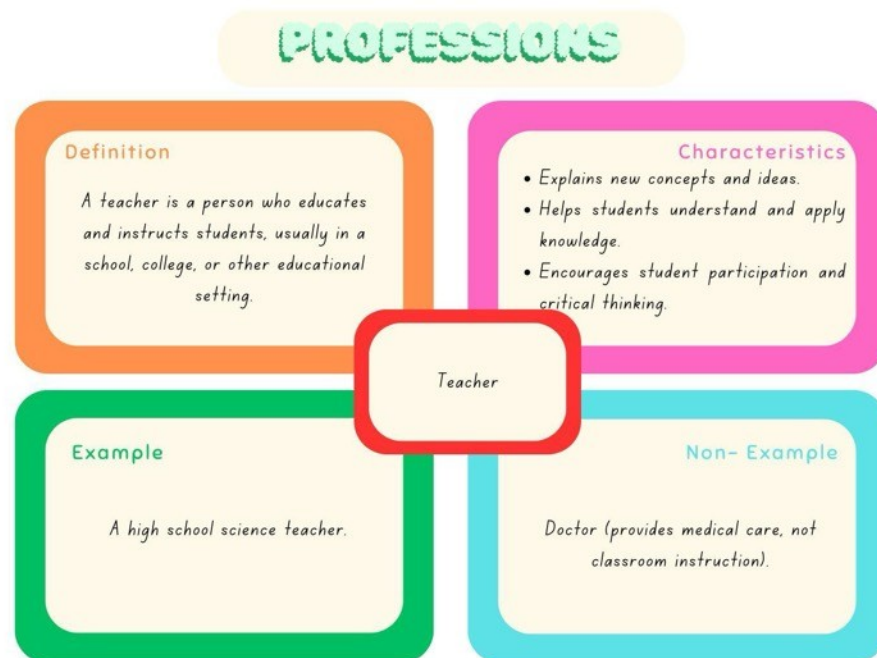 PROFESSIONS
Definition
A teacher is a person who educates
and instructs students, usually in a
school, college, or other educational
setting.
Characteristics
• Explains new concepts and ideas.
• Helps students understand and apply
knowledge.
• Encourages student participation and
critical thinking.
Teacher
Example
A high school science teacher.
Non- Example
Doctor (provides medical care, not
classroom instruction).